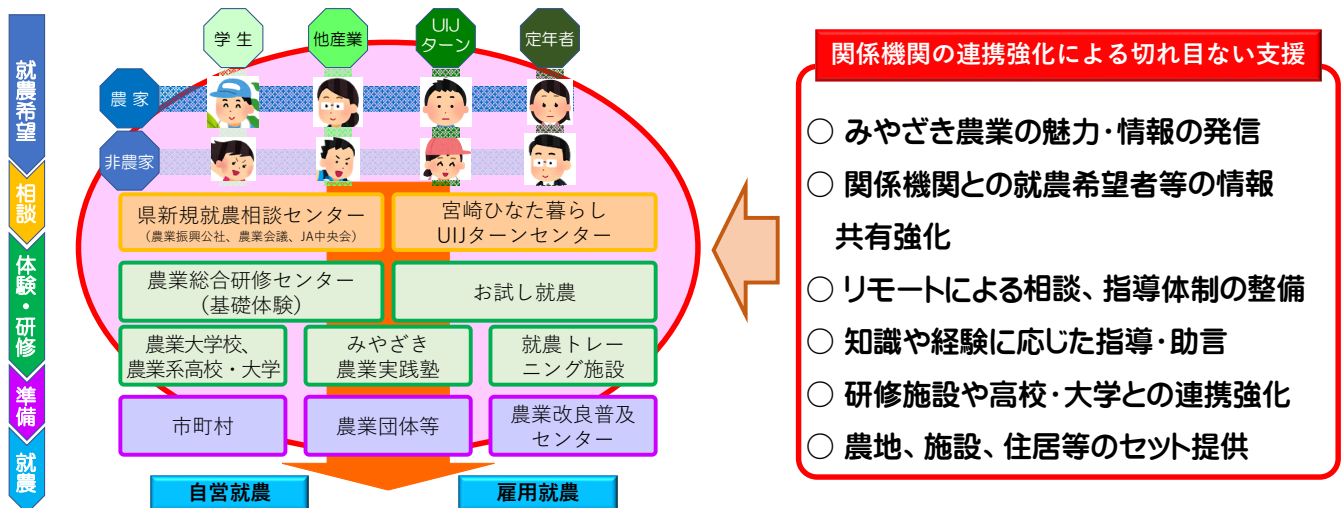 学生
他産業
UIJ
ターン
定年者
農家
非農家
就農希望
相談
体験・研修
準備
就農
県新規就農相談センター
(農業振興公社、農業会議、JA中央会)
宮崎ひなた暮らし
UIJターンセンター
農業総合研修センター
(基礎体験)
お試し就農
農業大学校、
農業系高校・大学
みやざき
農業実践塾
就農トレー
ニング施設
市町村
農業団体等
農業改良普及
センター
自営就農
雇用就農
関係機関の連携強化による切れ目ない支援
○ みやざき農業の魅力・情報の発信
○ 関係機関との就農希望者等の情報
共有強化
○ リモートによる相談、指導体制の整備
○ 知識や経験に応じた指導・助言
○ 研修施設や高校・大学との連携強化
○ 農地、施設、住居等のセット提供